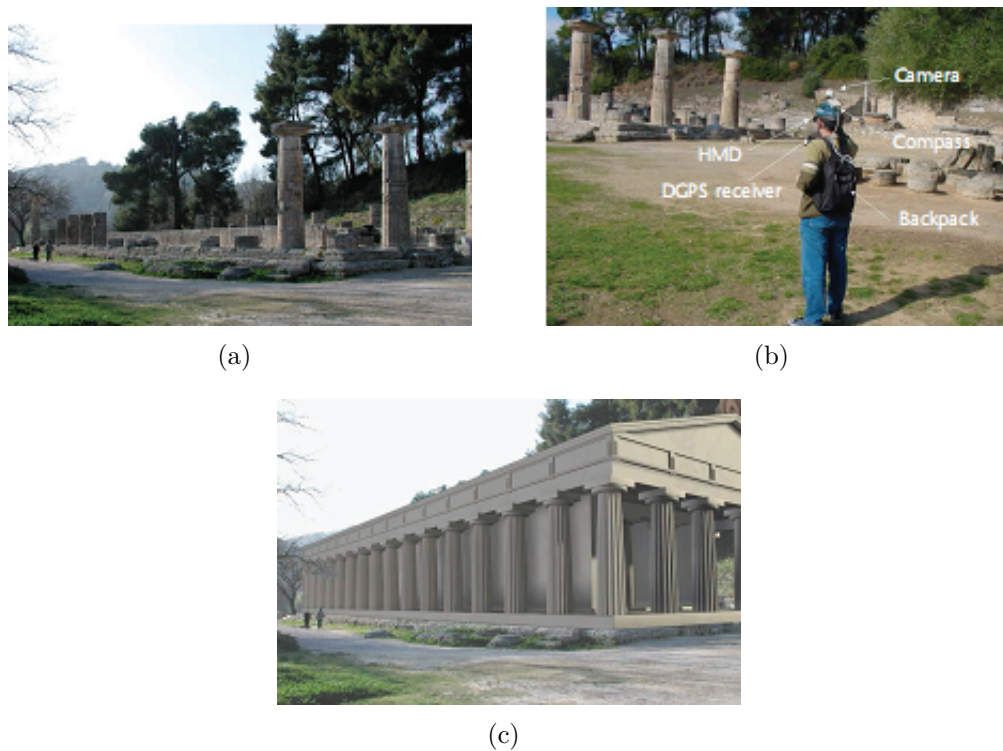 Camera
HMD
Compass
DGPS receiver
Backpack
(a)
(b)
(c)